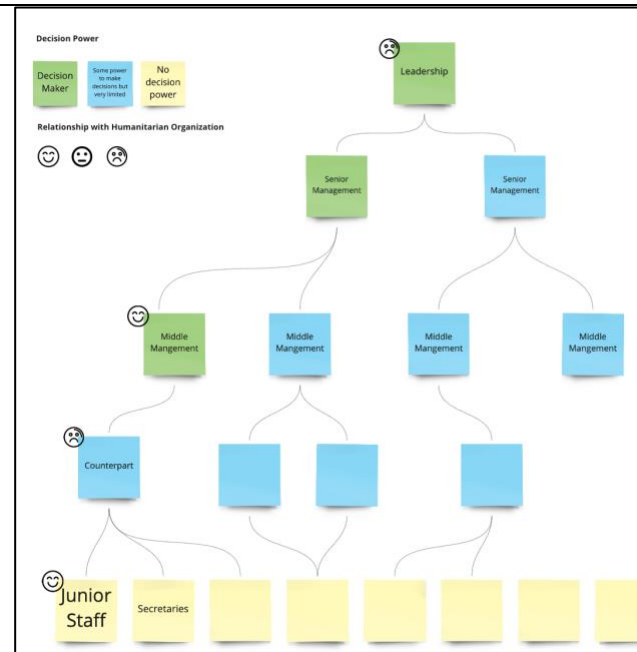 Decision Power
Decision
Maker
Some power
to make
decisions but
very limited
No
decision
power
Relationship with Humanitarian Organization
Leadership
Senior
Management
Senior
Management
Middle
Mangement
Middle
Mangement
Middle
Mangement
Middle
Mangement
Counterpart
Junior
Staff
Secretaries